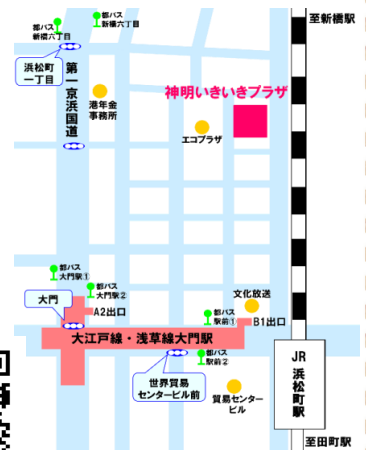 都バス
新橋六丁目
至新橋駅
都バス
新橋六丁目
浜松町
一丁目
第一京浜国道
港年金
事務所
神明いきいきプラザ
エコプラザ
都バス
大門駅①
都バス
大門駅②
大門
A2出口
文化放送
都バス
駅前①
B1出口
大江戸線・浅草線大門駅
都バス
駅前②
世界貿易
センタービル前
貿易センター
ビル
JR
浜松町駅
至田町駅